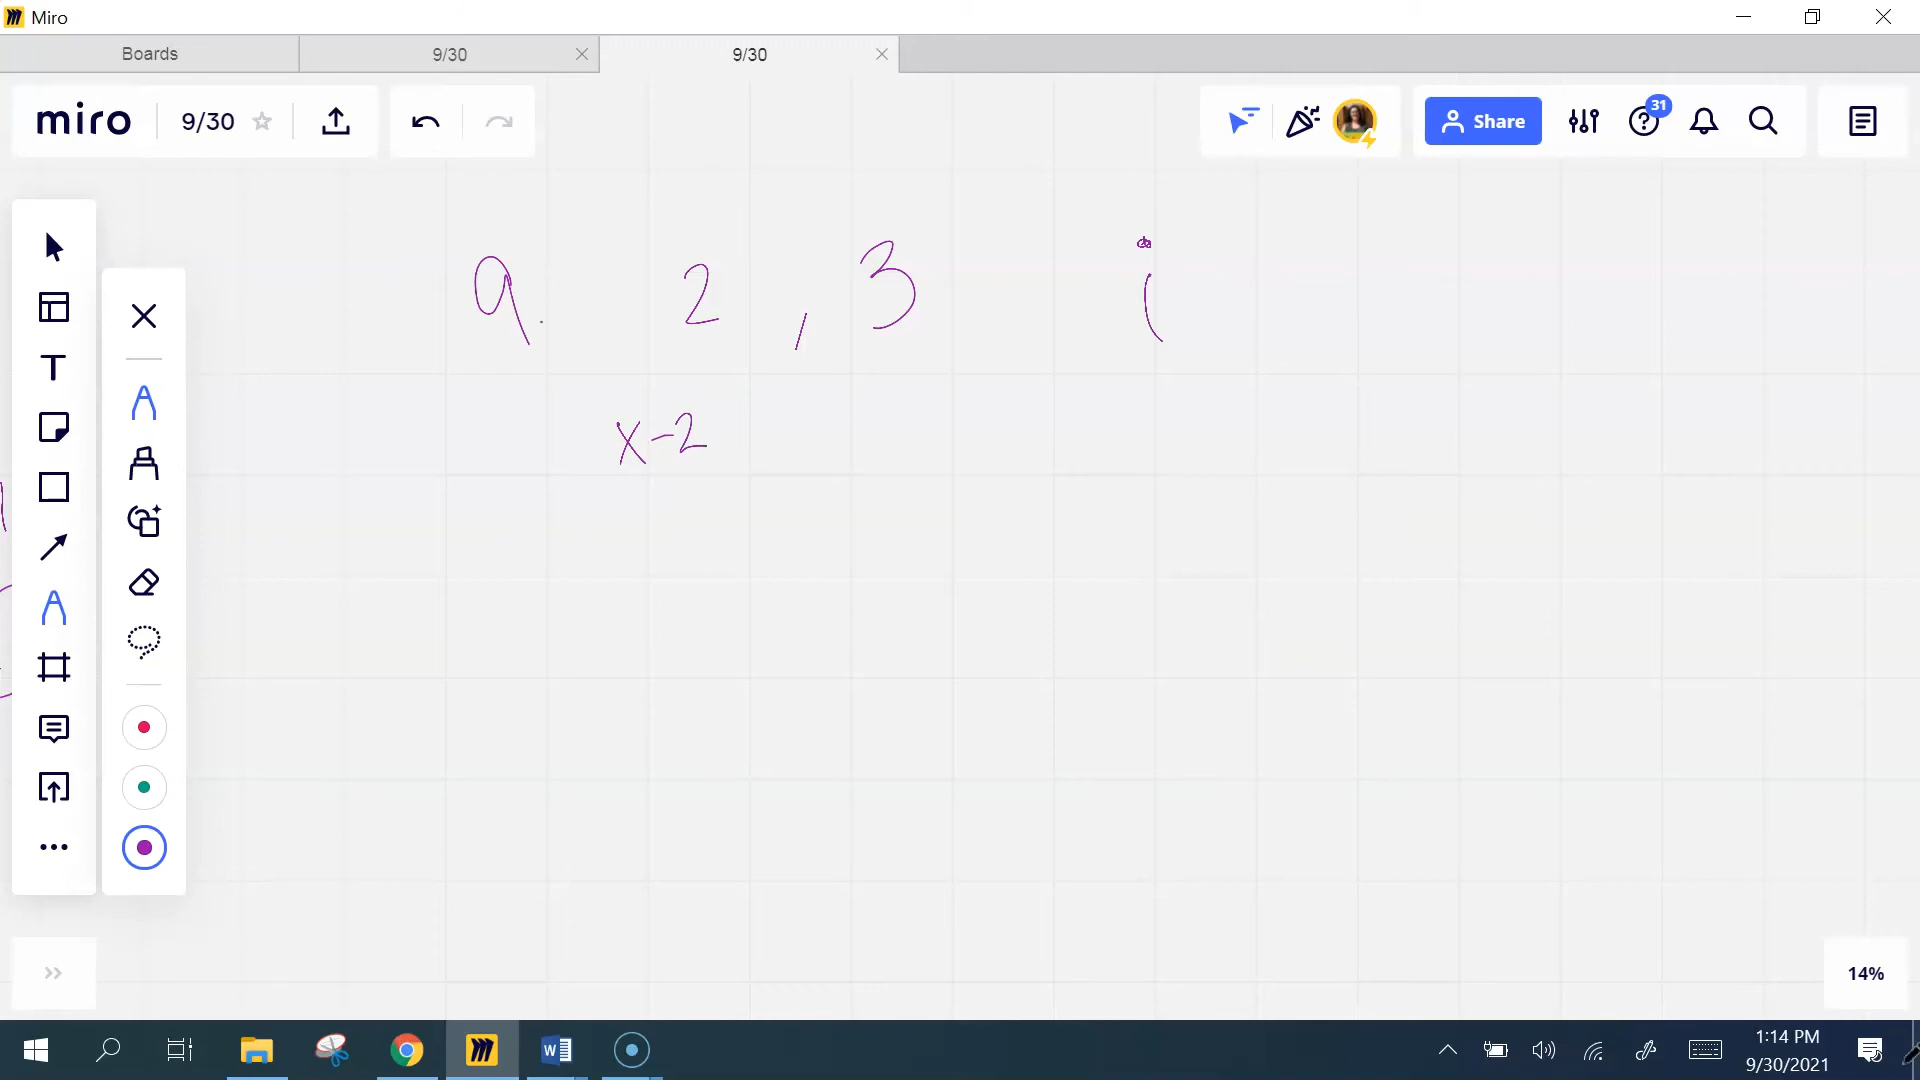 Miro
Boards 9/30 9/30
miro 9/30 Share 31
9. 2 , 3 i
x-2
14%
1:14 PM
9/30/2021